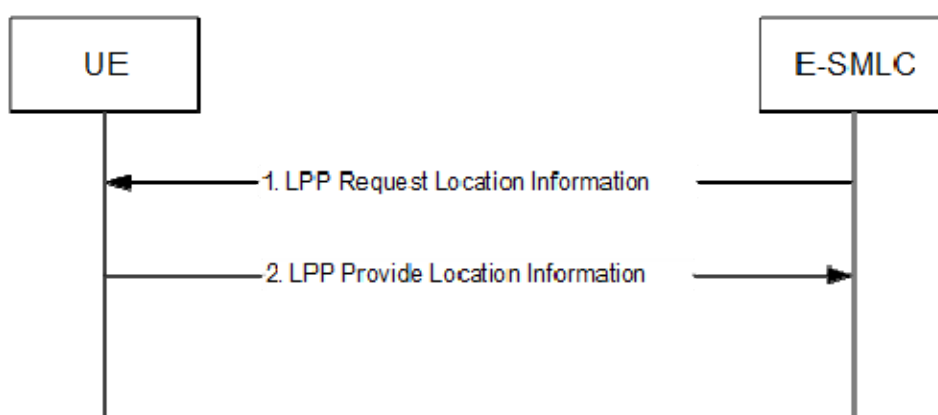 UE
E-SMLC
1. LPP Request Location Information
2. LPP Provide Location Information